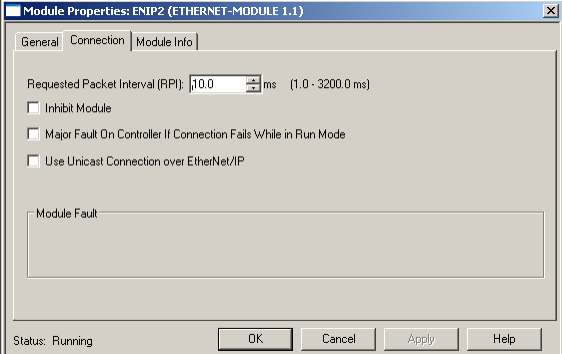 Module Properties: ENIP2 (ETHERNET-MODULE 1.1)
General Connection Module Info
Requested Packet Interval (RPI): 10.0 ms (1.0 - 3200.0 ms)
Inhibit Module
Major Fault On Controller If Connection Fails While in Run Mode
Use Unicast Connection over EtherNet/IP
Module Fault
Status: Running OK Cancel Apply Help